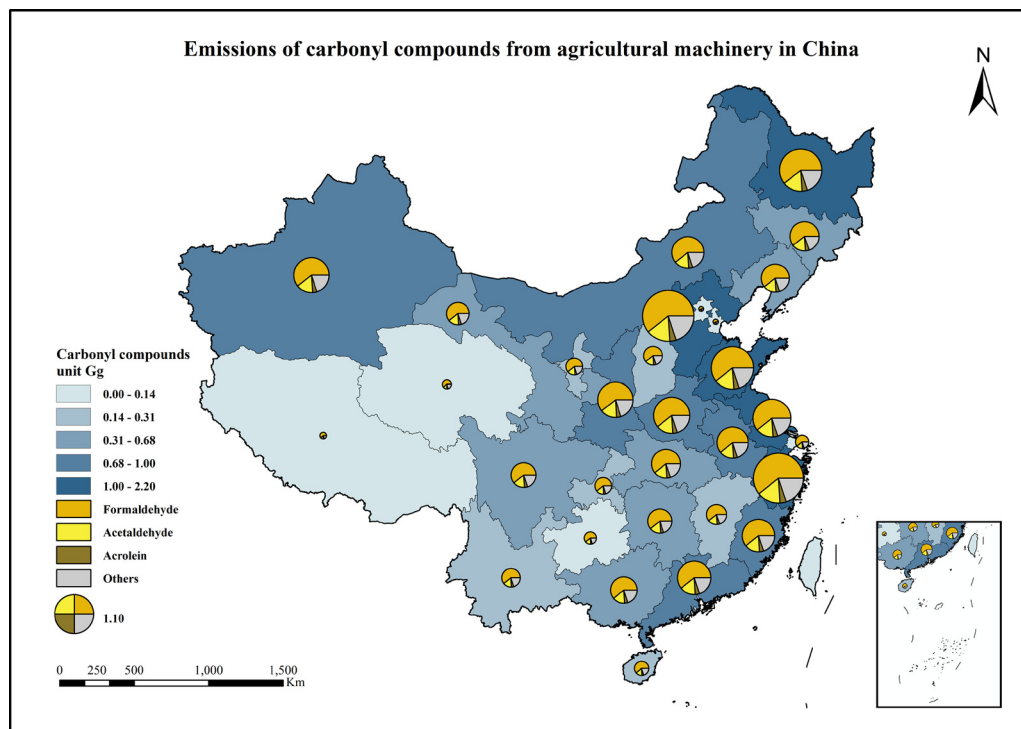 Emissions of carbonyl compounds from agricultural machinery in China
N
Carbonyl compounds
unit Gg
0.00 - 0.14
0.14 - 0.31
0.31 - 0.68
0.68 - 1.00
1.00 - 2.20
Formaldehyde
Acetaldehyde
Acrolein
Others
1.10
0 250 500 1,000 1,500
Km